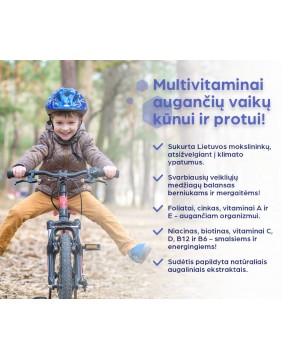 Multivitaminai
augančių vaikų
kūnui ir protui!
Sukurta Lietuvos mokslininkų,
atsižvelgiant į klimato
ypatumus.
Svarbiausių veikliųjų
medžiagų balansas
berniukams ir mergaitėms!
Foliatai, cinkas, vitaminai A ir
E - augančiam organizmui.
Niacinas, biotinas, vitaminai C,
D, B12 ir B6 - smalsiems ir
energingiems!
Sudėtis papildyta natūraliais
augaliniais ekstraktais.